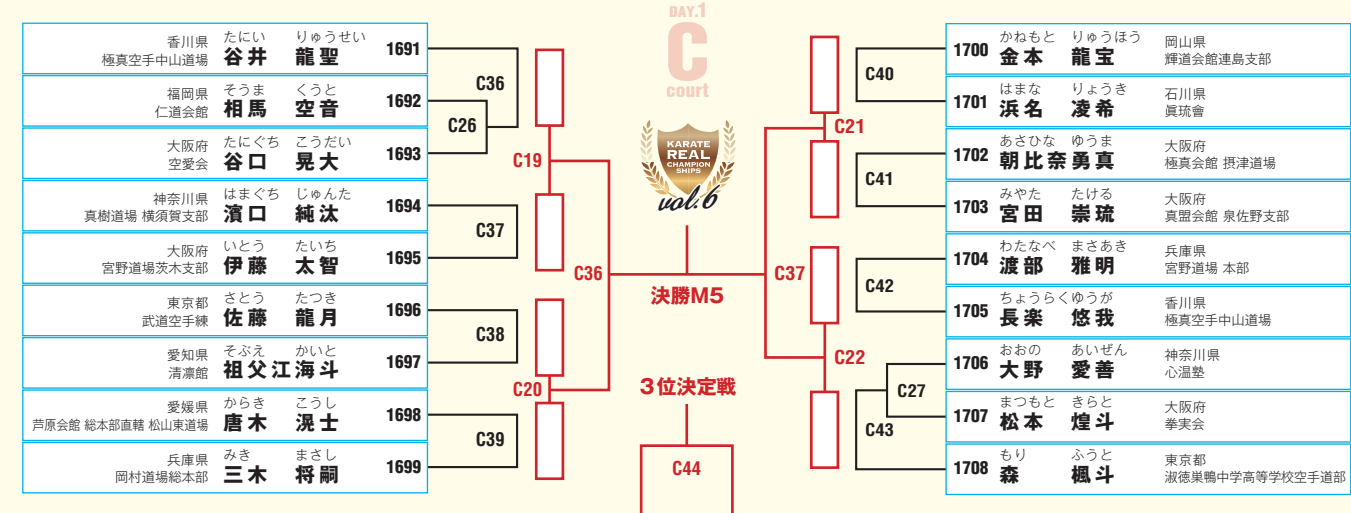 DAY.1
C
court
KARATE
REAL
CHAMPION
SHIPS
vol.6
香川県 たにい りゅうせい
極真空手中山道場 谷井 龍聖 1691
福岡県 そうま くうと
仁道会館 相馬 空音 1692
大阪府 たにぐち こうだい
空愛会 谷口 晃大 1693
神奈川県 はまぐち じゅんた
真樹道場 横須賀支部 濵口 純汰 1694
大阪府 いとう たいち
宮野道場茨木支部 伊藤 太智 1695
東京都 さとう たつき
武道空手練 佐藤 龍月 1696
愛知県 そぶえ かいと
清凛館 祖父江海斗 1697
愛媛県 からき こうし
芦原会館 総本部直轄 松山東道場 唐木 滉士 1698
兵庫県 みき まさし
岡村道場総本部 三木 将嗣 1699
C36
C26
C37
C38
C39
C19
C20
C36
決勝M5
3位決定戦
C44
C37
C21
C22
C40
C41
C42
C27
C43
かねもと りゅうほう 岡山県
1700 金本 龍宝 輝道会館連島支部
はまな りょうき 石川県
1701 浜名 凌希 眞琉會
あさひな ゆうま 大阪府
1702 朝比奈勇真 極真会館 摂津道場
みやた たける 大阪府
1703 宮田 崇琉 真盟会館 泉佐野支部
わたなべ まさあき 兵庫県
1704 渡部 雅明 宮野道場 本部
ちょうらくゆうが 香川県
1705 長楽 悠我 極真空手中山道場
おおの あいぜん 神奈川県
1706 大野 愛善 心温塾
まつもと きらと 大阪府
1707 松本 煌斗 拳実会
もり ふうと 東京都
1708 森 楓斗 淑徳巣鴨中学高等学校空手道部